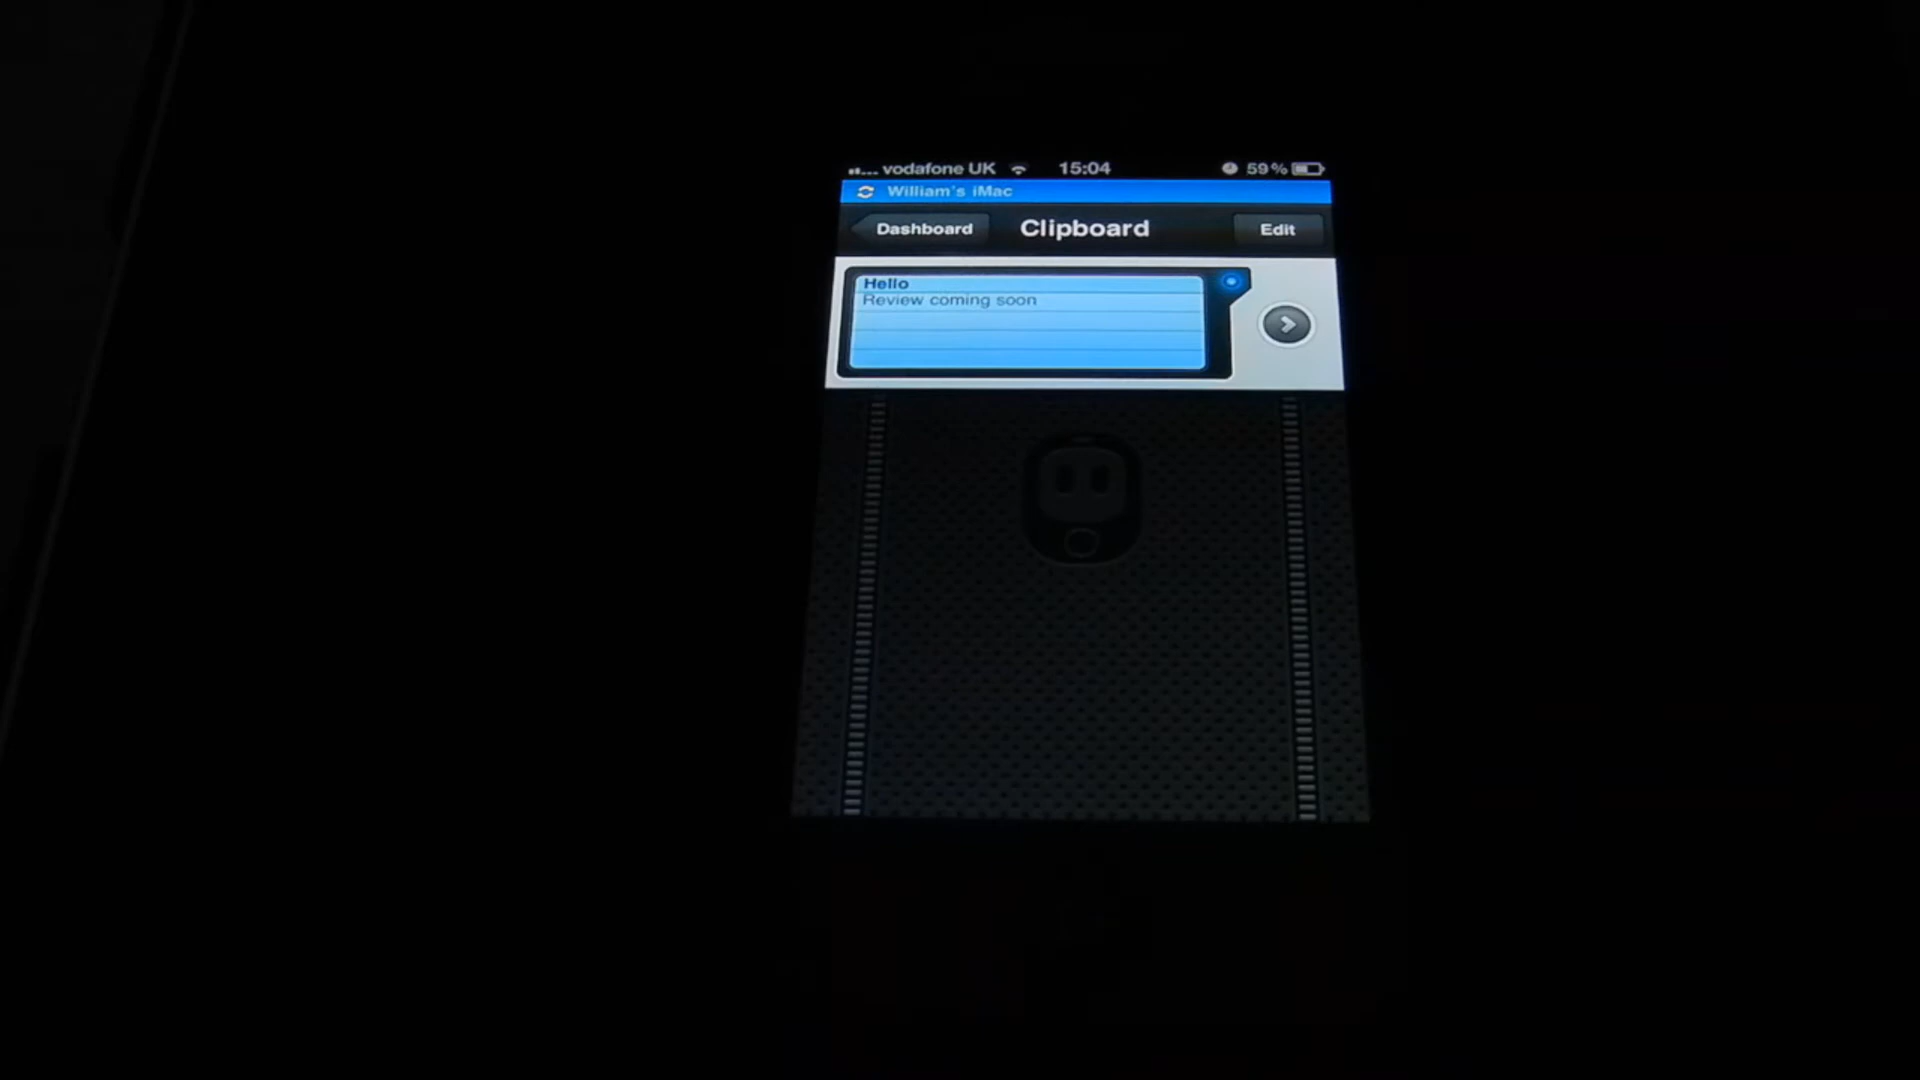 vodafone UK 15:04 59%
William's iMac
Dashboard Clipboard Edit
Hello
Review coming soon